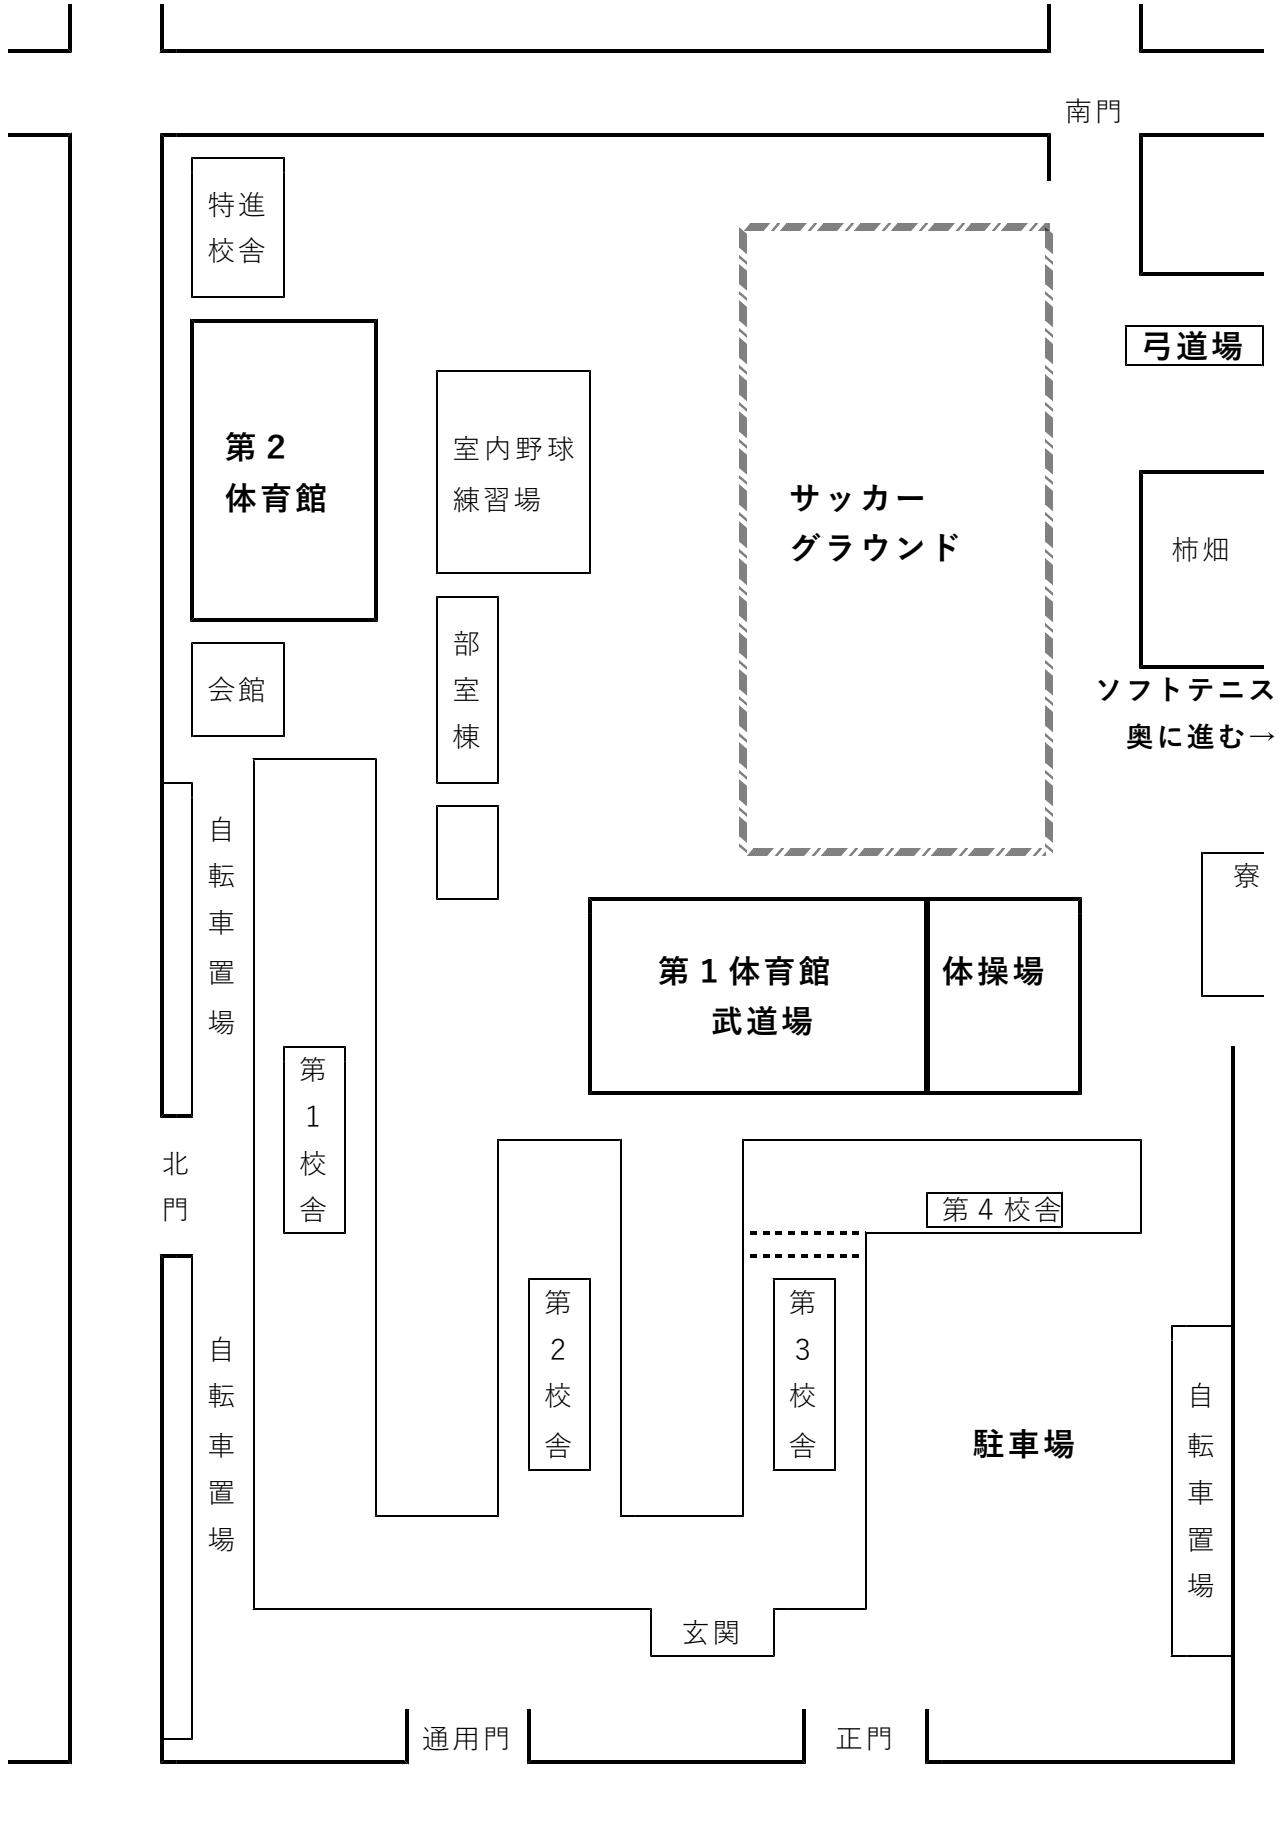 南門
特進
校舎
弓道場
第２
体育館
室内野球
練習場
サッカー
グラウンド
柿畑
部室棟
会館
ソフトテニス
奥に進む→
自転車置場
寮
第１体育館
武道場
体操場
第1校舎
北門
第４校舎
第2校舎
第3校舎
自転車置場
駐車場
自転車置場
玄関
通用門
正門